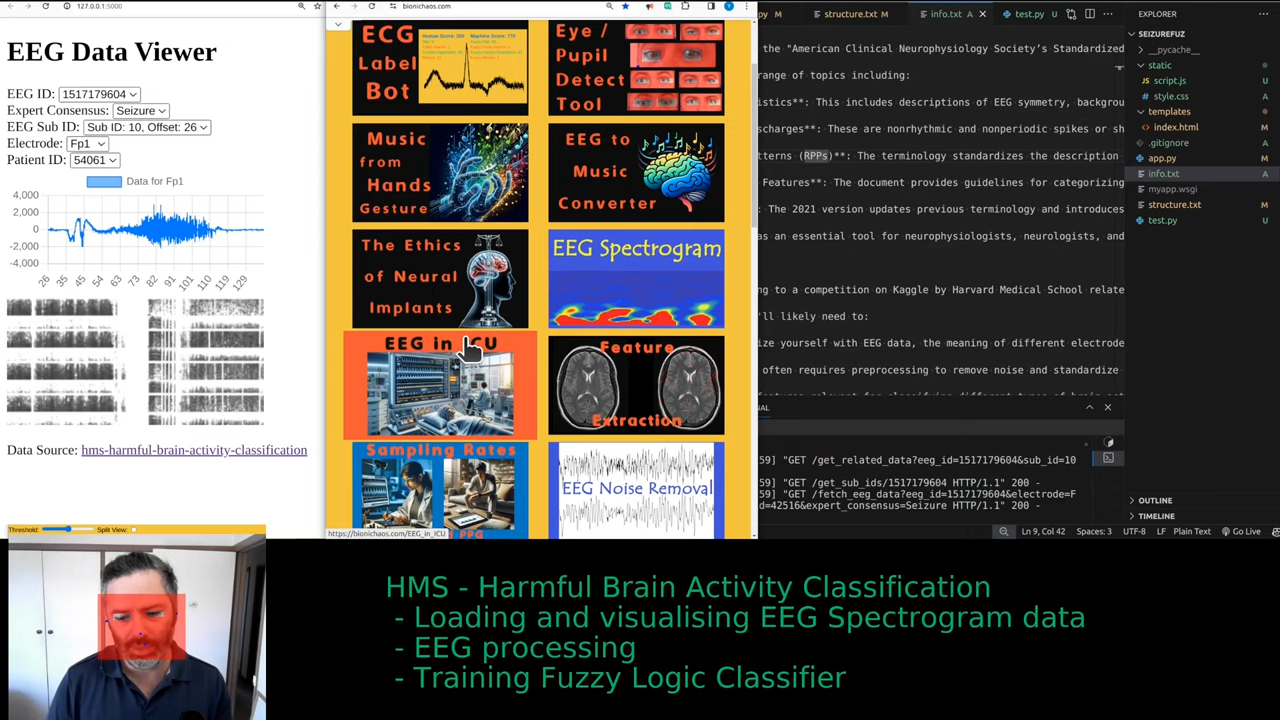 127.0.0.1:5000
EEG Data Viewer
EEG ID: 1517179604
Expert Consensus: Seizure
EEG Sub ID: Sub ID: 10, Offset: 26
Electrode: Fp1
Patient ID: 54061
Data for Fp1
4,000
2,000
0
-2,000
-4,000
26 35 45 54 63 73 82 91 101 110 119 129
Data Source: hms-harmful-brain-activity-classification
Threshold: Split View:
bionichaos.com
ECG
Label
Bot
Eye /
Pupil
Detect
Tool
Music
from
Hands
Gesture
EEG to
Music
Converter
The Ethics
of Neural
Implants
EEG Spectrogram
EEG in ICU
Feature
Extraction
Sampling Rates
PPG
EEG Noise Removal
https://bionichaos.com/EEG_in_ICU
py
structure.txt M
info.txt A
test.py A
the "American Clinical Neurophysiology Society's Standardized
range of topics including:
istics**: This includes descriptions of EEG symmetry, backgrou
scharges**: These are nonrhythmic and nonperiodic spikes or sh
tterns (RPPs)**: The terminology standardizes the description
Features**: The document provides guidelines for categorizing
: The 2021 version updates previous terminology and introduces
as an essential tool for neurophysiologists, neurologists, an
ng to a competition on Kaggle by Harvard Medical School relate
'll likely need to:
ize yourself with EEG data, the meaning of different electrode
often requires preprocessing to remove noise and standardize
NAL
59] "GET /get_related_data?eeg_id=1517179604&sub_id=10
59] "GET /get_sub_ids/1517179604 HTTP/1.1" 200 -
59] "GET /fetch_eeg_data?eeg_id=1517179604&electrode=F
=42516&expert_consensus=Seizure HTTP/1.1" 200 -
EXPLORER
SEIZUREFUZ
__pycache__
static
script.js A
style.css A
templates
index.html M
.gitignore A
app.py M
info.txt A
myapp.wsgi
structure.txt M
test.py A
OUTLINE
TIMELINE
Ln 9, Col 42 Spaces: 3 UTF-8 LF Plain Text Go Live
HMS - Harmful Brain Activity Classification
- Loading and visualising EEG Spectrogram data
- EEG processing
- Training Fuzzy Logic Classifier